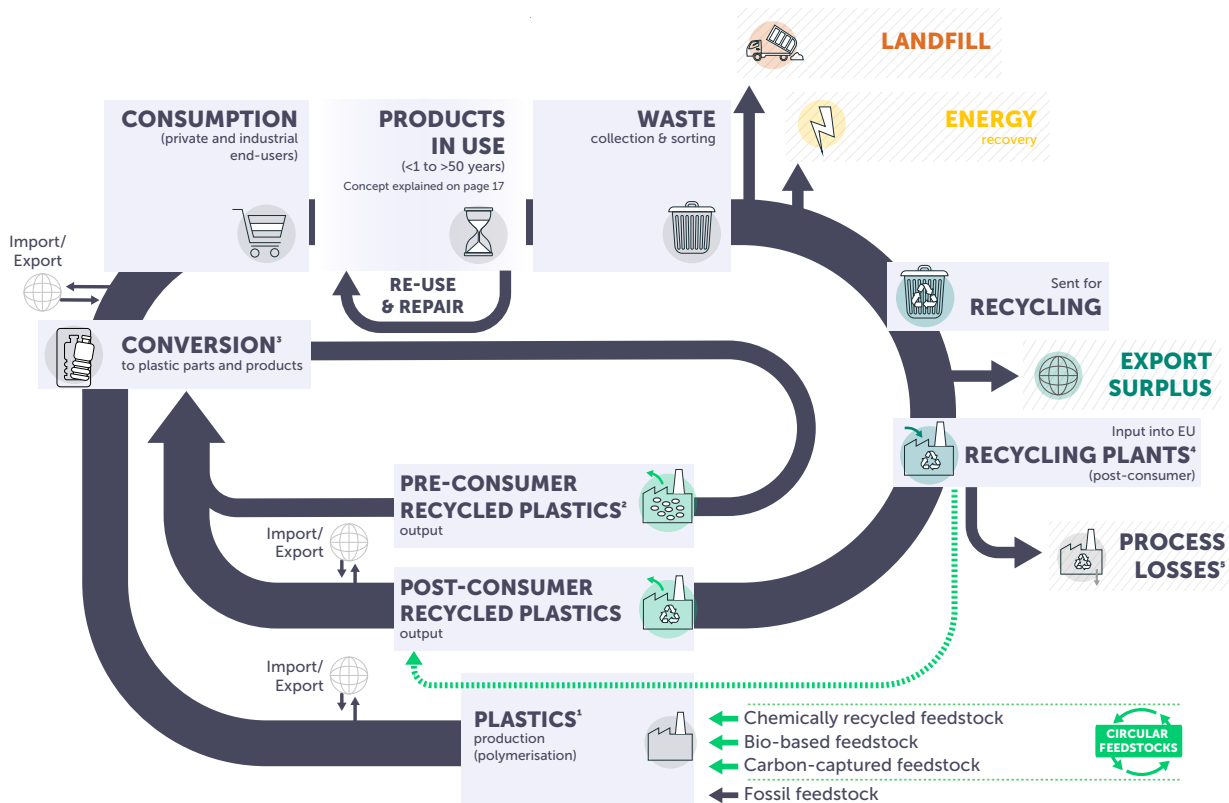 LANDFILL
ENERGY
recovery
CONSUMPTION
(private and industrial
end-users)
PRODUCTS
IN USE
(<1 to >50 years)
Concept explained on page 17
WASTE
collection & sorting
Import/
Export
RE-USE
& REPAIR
Sent for
RECYCLING
CONVERSION³
to plastic parts and products
EXPORT
SURPLUS
Input into EU
RECYCLING PLANTS⁴
(post-consumer)
PRE-CONSUMER
RECYCLED PLASTICS²
output
Import/
Export
PROCESS
LOSSES⁵
POST-CONSUMER
RECYCLED PLASTICS
output
Import/
Export
PLASTICS¹
production
(polymerisation)
Chemically recycled feedstock
Bio-based feedstock
Carbon-captured feedstock
CIRCULAR
FEEDSTOCKS
Fossil feedstock